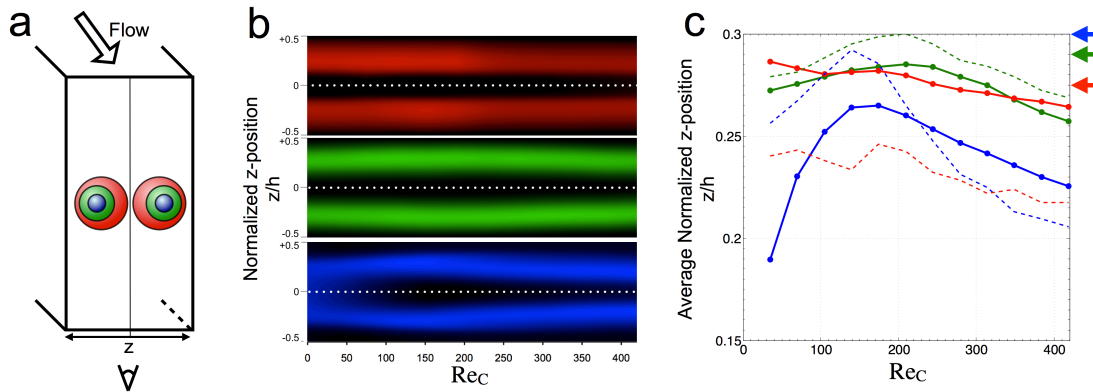 a
Flow
z
b
Normalized z-position
+0.5
0
-0.5
+0.5
0
-0.5
+0.5
0
-0.5
0 50 100 150 200 250 300 350 400
Re_C
c
Average Normalized z-position
z/h
0.3
0.25
0.2
0.15
0 100 200 300 400
Re_C